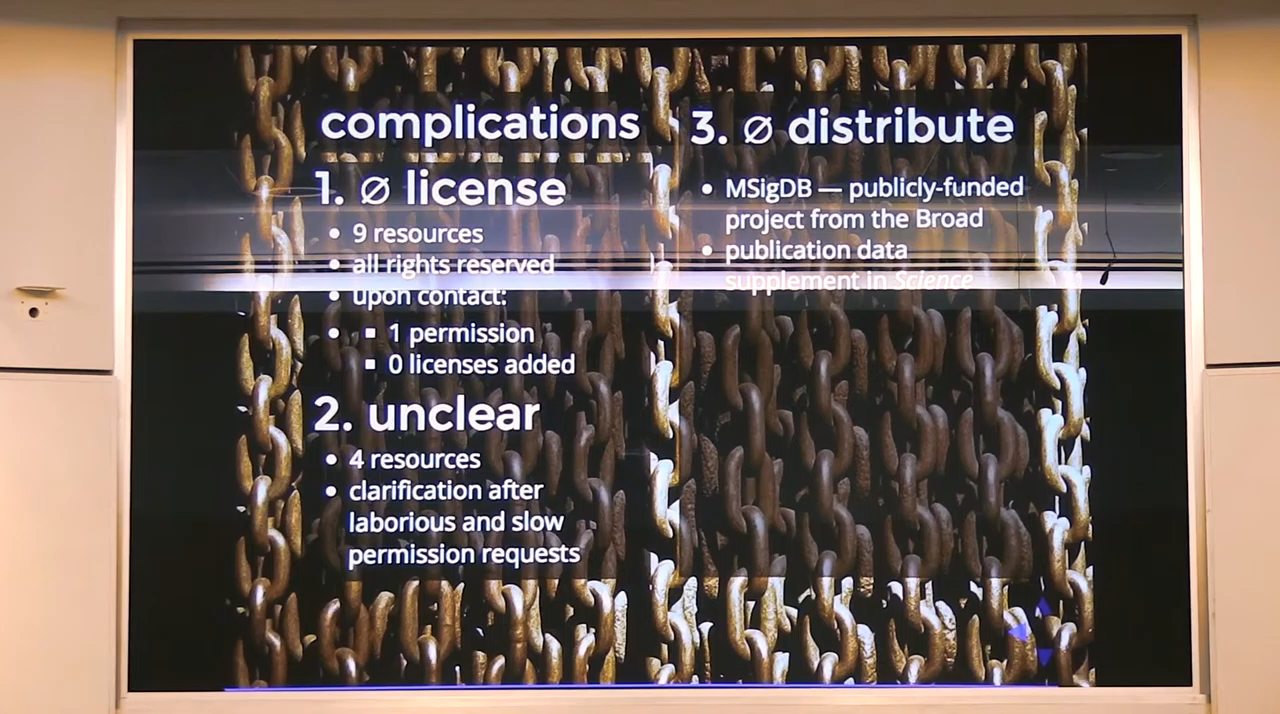 complications
1. ∅ license
• 9 resources
• all rights reserved
• upon contact:
• ▪ 1 permission
▪ 0 licenses added
2. unclear
• 4 resources
• clarification after
laborious and slow
permission requests
3. ∅ distribute
• MSigDB — publicly-funded
project from the Broad
• publication data
supplement in Science